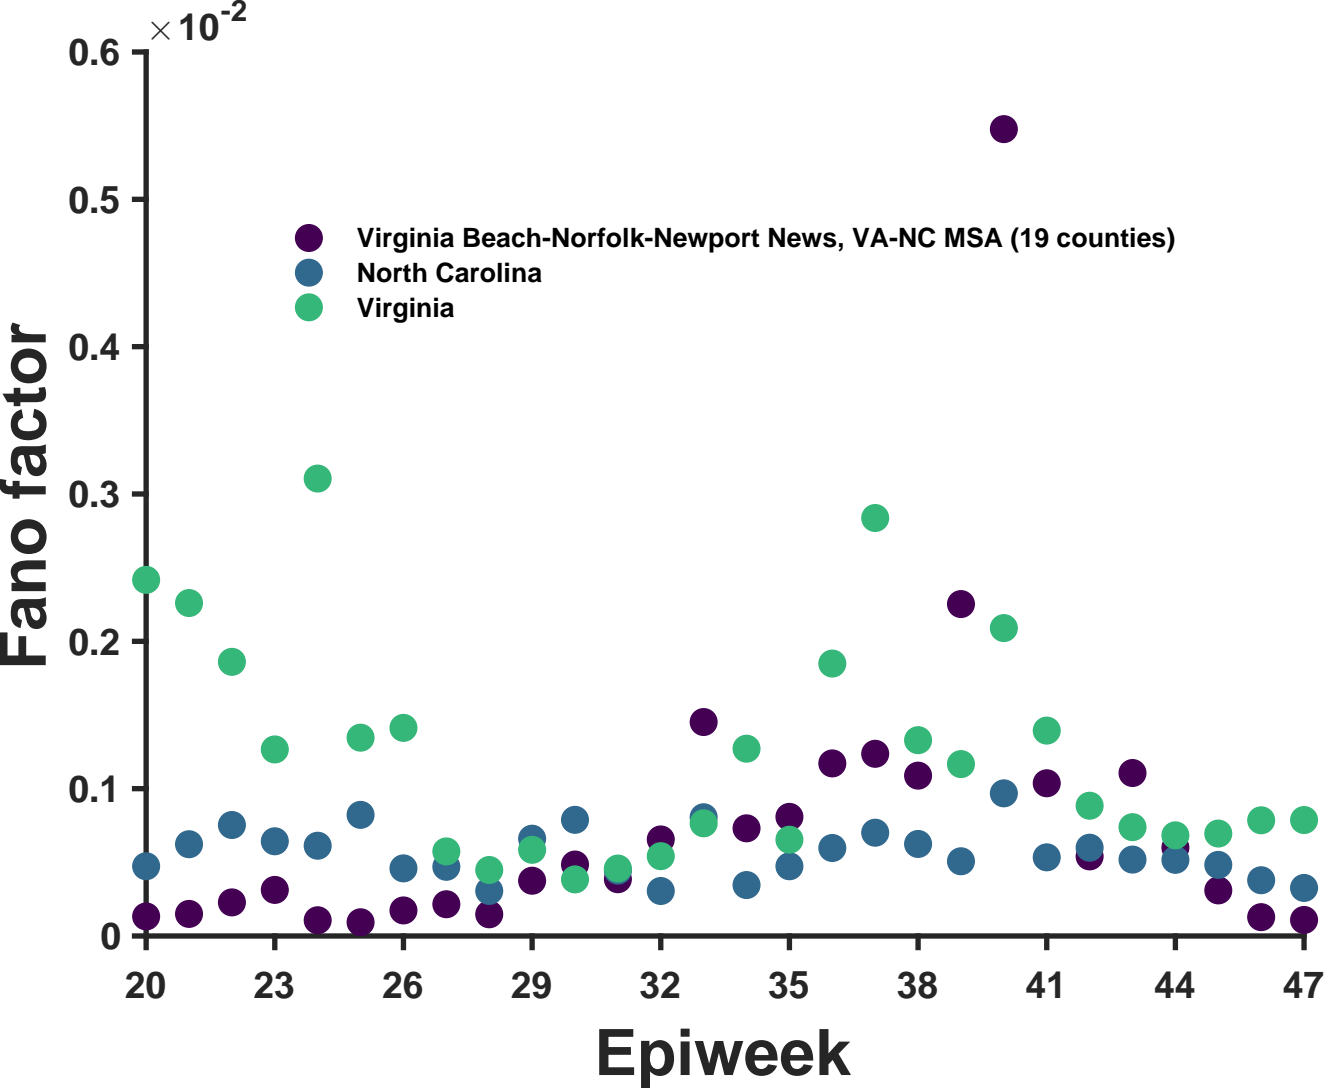 × 10-2
0.6
0.5
0.4
0.3
0.2
0.1
0
Fano factor
Virginia Beach-Norfolk-Newport News, VA-NC MSA (19 counties)
North Carolina
Virginia
20 23 26 29 32 35 38 41 44 47
Epiweek